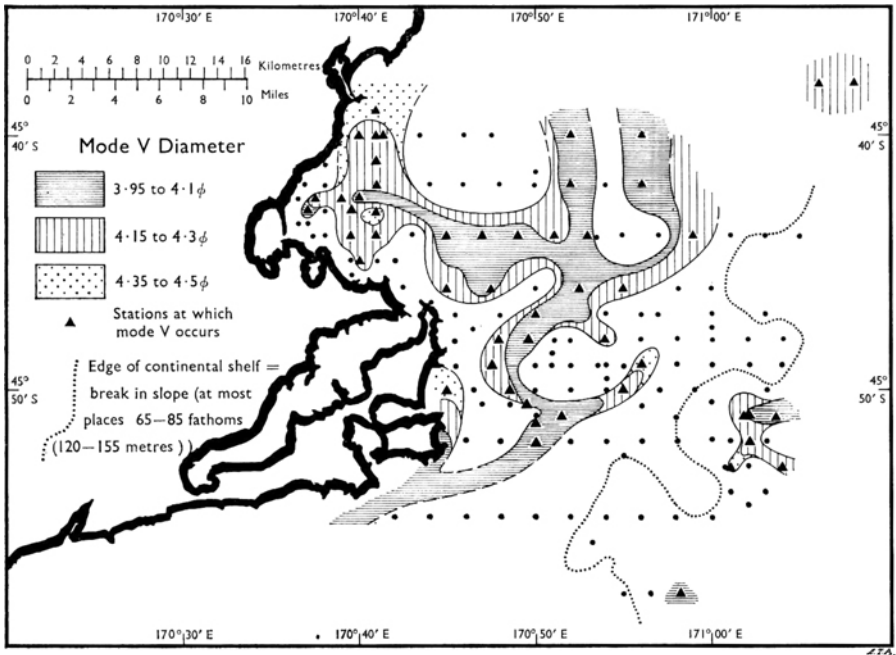 170°30′ E 170°40′ E 170°50′ E 171°00′ E
0 2 4 6 8 10 12 14 16 Kilometres
0 2 4 6 8 10 Miles
45° 40′ S
45° 40′ S
Mode V Diameter
3·95 to 4·1ϕ
4·15 to 4·3ϕ
4·35 to 4·5ϕ
Stations at which
mode V occurs
Edge of continental shelf =
break in slope (at most
places 65—85 fathoms
(120—155 metres))
45° 50′ S
45° 50′ S
170°30′ E 170°40′ E 170°50′ E 171°00′ E